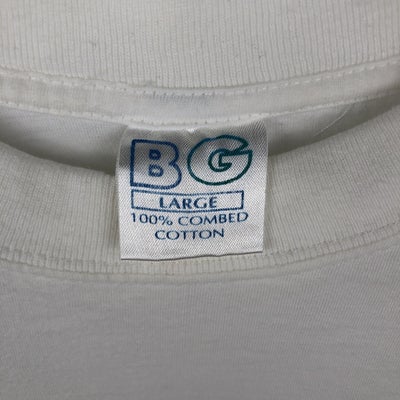 BG
LARGE
100% COMBED
COTTON